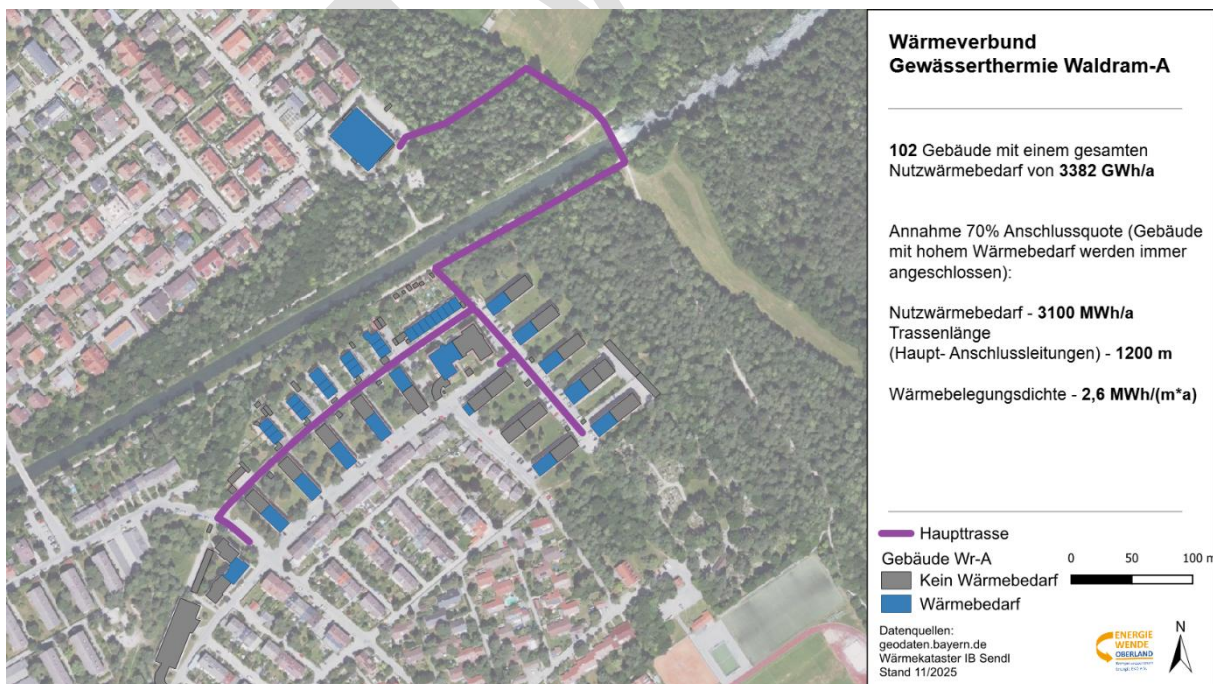 Wärmeverbund
Gewässerthermie Waldram-A
102 Gebäude mit einem gesamten
Nutzwärmebedarf von 3382 GWh/a
Annahme 70% Anschlussquote (Gebäude
mit hohem Wärmebedarf werden immer
angeschlossen):
Nutzwärmebedarf - 3100 MWh/a
Trassenlänge
(Haupt- Anschlussleitungen) - 1200 m
Wärmebelegungsdichte - 2,6 MWh/(m*a)
Haupttrasse
Gebäude Wr-A
Kein Wärmebedarf
Wärmebedarf
0 50 100 m
Datenquellen:
geodaten.bayern.de
Wärmekataster IB Sendl
Stand 11/2025
ENERGIE
WENDE
OBERLAND
N